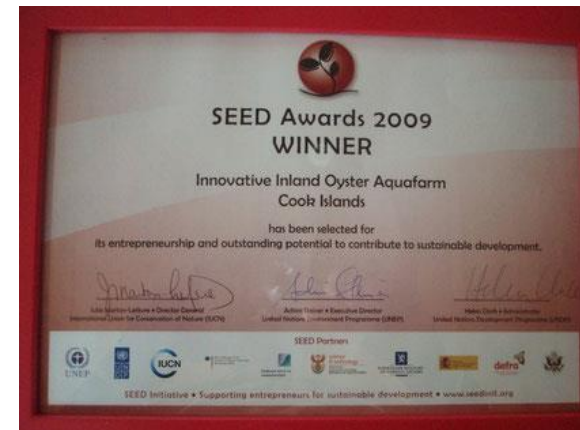 SEED Awards 2009
WINNER
Innovative Inland Oyster Aquafarm
Cook Islands
has been selected for
its entrepreneurship and outstanding potential to contribute to sustainable development.
Julia Marton-Lefèvre • Director General
International Union for Conservation of Nature (IUCN)
Achim Steiner • Executive Director
United Nations Environment Programme (UNEP)
Helen Clark • Administrator
United Nations Development Programme (UNDP)
SEED Partners
UNEP
IUCN
defra
SEED Initiative • Supporting entrepreneurs for sustainable development • www.seedinit.org